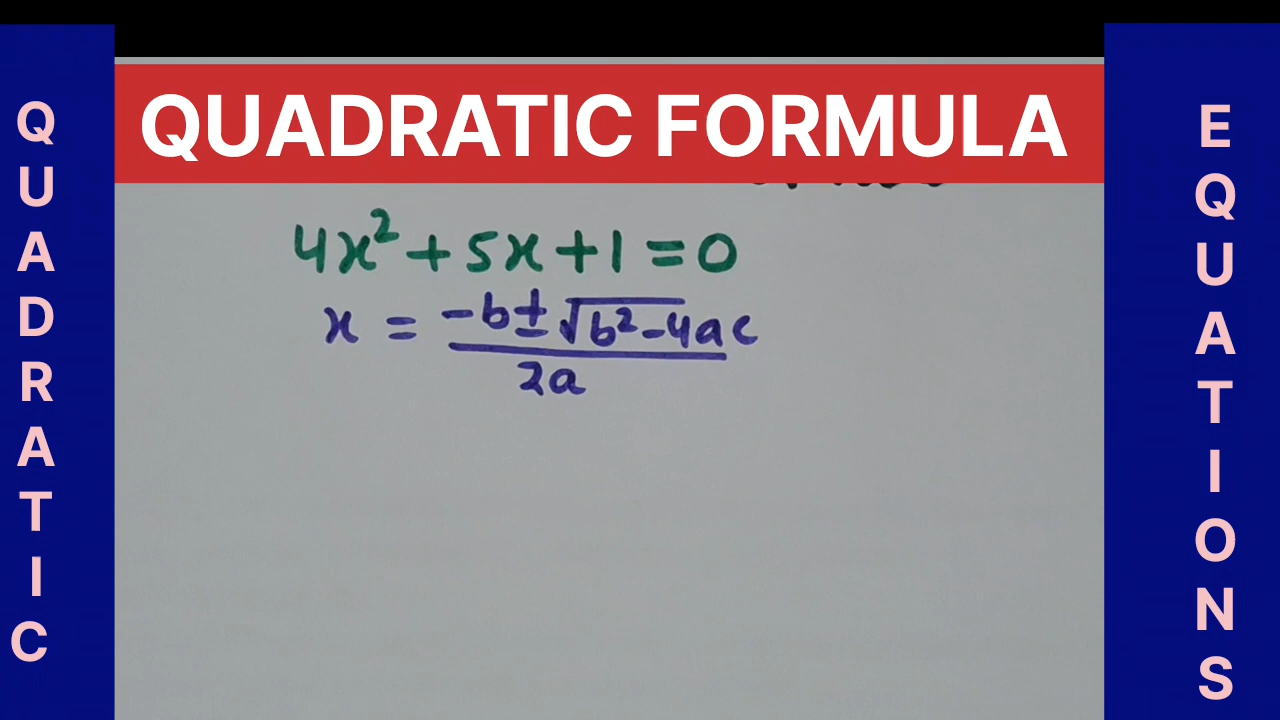 QUADRATIC FORMULA
QUADRATIC
4x² + 5x + 1 = 0
x = -b ± √b² - 4ac
2a
EQUATIONS